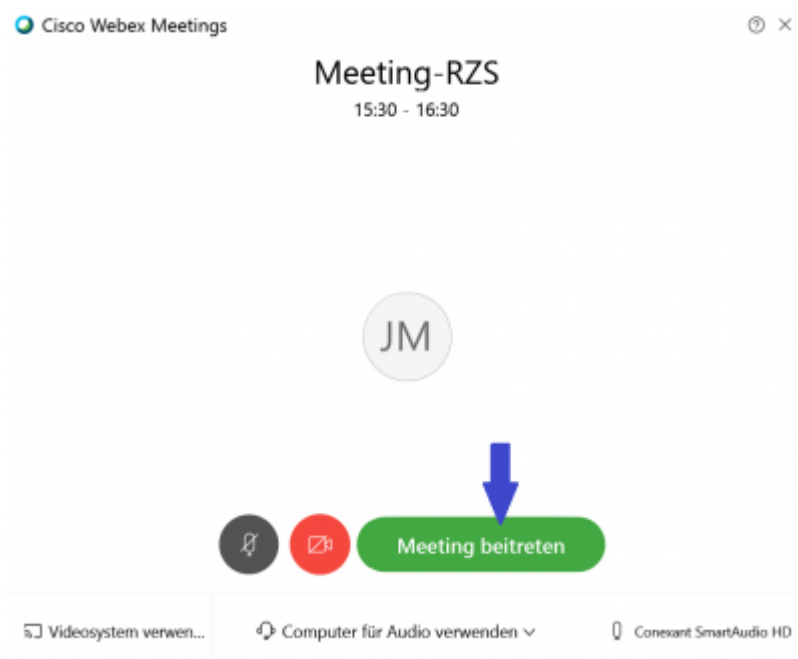 Cisco Webex Meetings
Meeting-RZS
15:30 - 16:30
JM
Meeting beitreten
Videosystem verwen...
Computer für Audio verwenden
Conexant SmartAudio HD